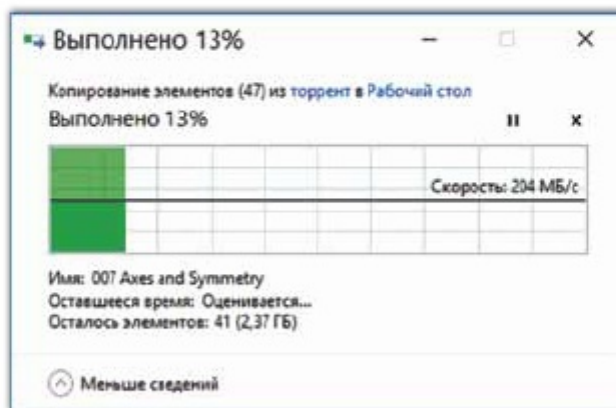 Выполнено 13%
Копирование элементов (47) из торрент в Рабочий стол
Выполнено 13%
Скорость: 204 МБ/с
Имя: 007 Axes and Symmetry
Оставшееся время: Оценивается...
Осталось элементов: 41 (2,37 ГБ)
Меньше сведений